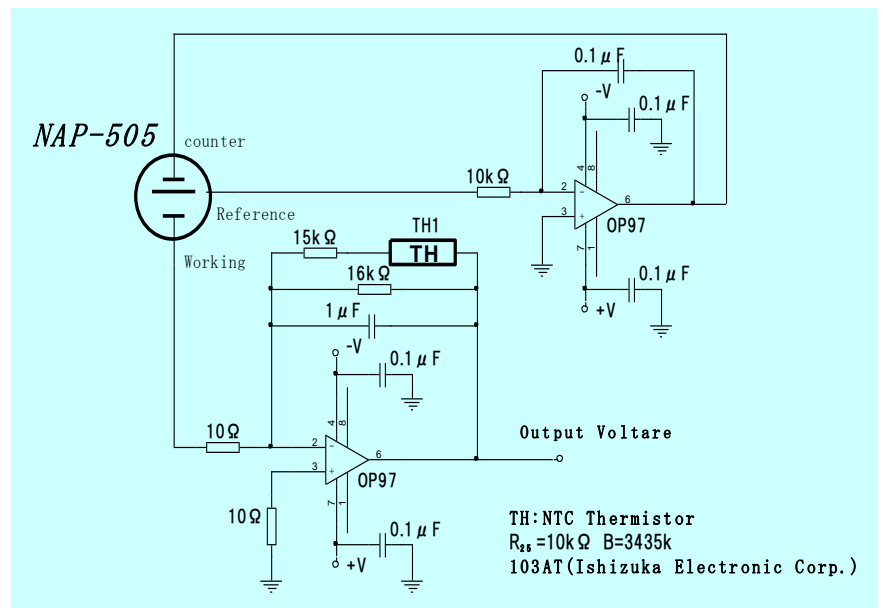 0.1μF
-V
0.1μF
NAP-505
counter
4
8
10kΩ
2
-
6
Reference
3
+
OP97
TH1
15kΩ
TH
7
1
Working
16kΩ
0.1μF
1μF
+V
-V
0.1μF
4
8
10Ω
2
-
Output Voltare
6
3
+
OP97
7
1
10Ω
TH:NTC Thermistor
0.1μF
R₂₅=10kΩ B=3435k
+V
103AT(Ishizuka Electronic Corp.)